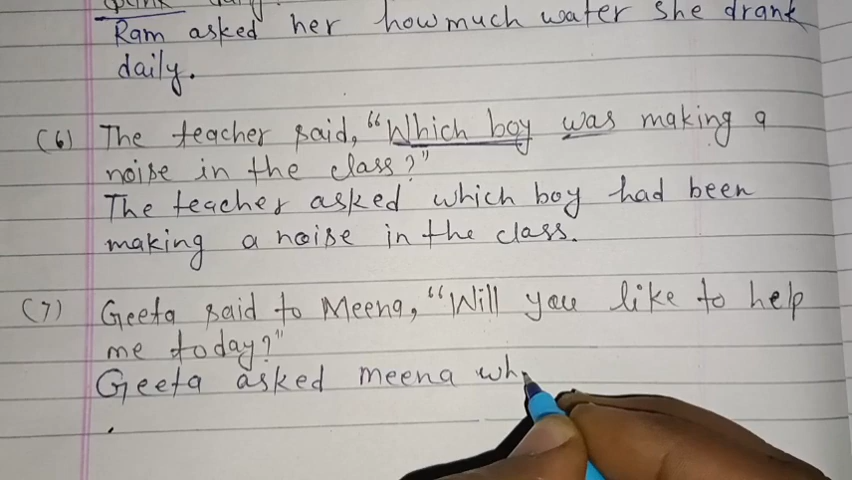 Ram asked her how much water she drank
daily.
(6) The teacher said, "Which boy was making a
noise in the class?"
The teacher asked which boy had been
making a noise in the class.
(7) Geeta said to Meena, "Will you like to help
me today?"
Geeta asked meena wh